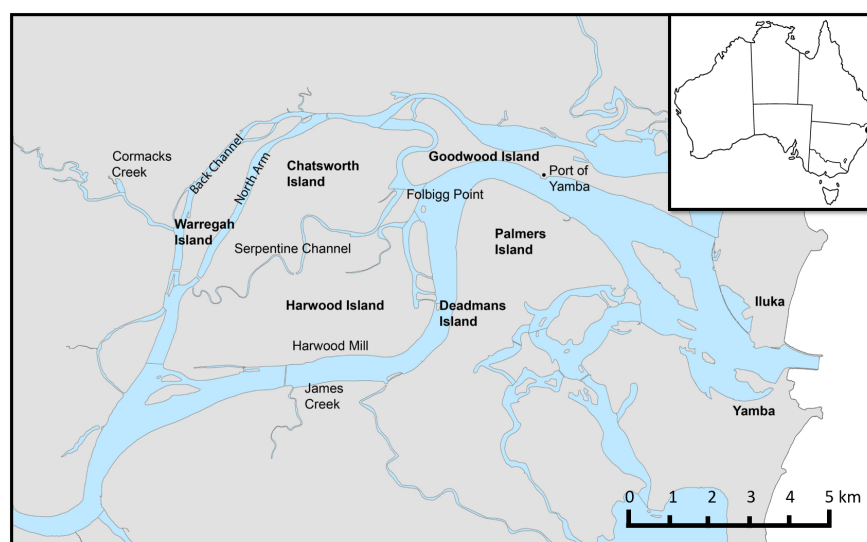 Cormacks
Creek
Back Channel
North Arm
Chatsworth
Island
Goodwood Island
Port of
Yamba
Folbigg Point
Warregah
Island
Serpentine Channel
Palmers
Island
Harwood Island
Deadmans
Island
Iluka
Harwood Mill
James
Creek
Yamba
0 1 2 3 4 5 km